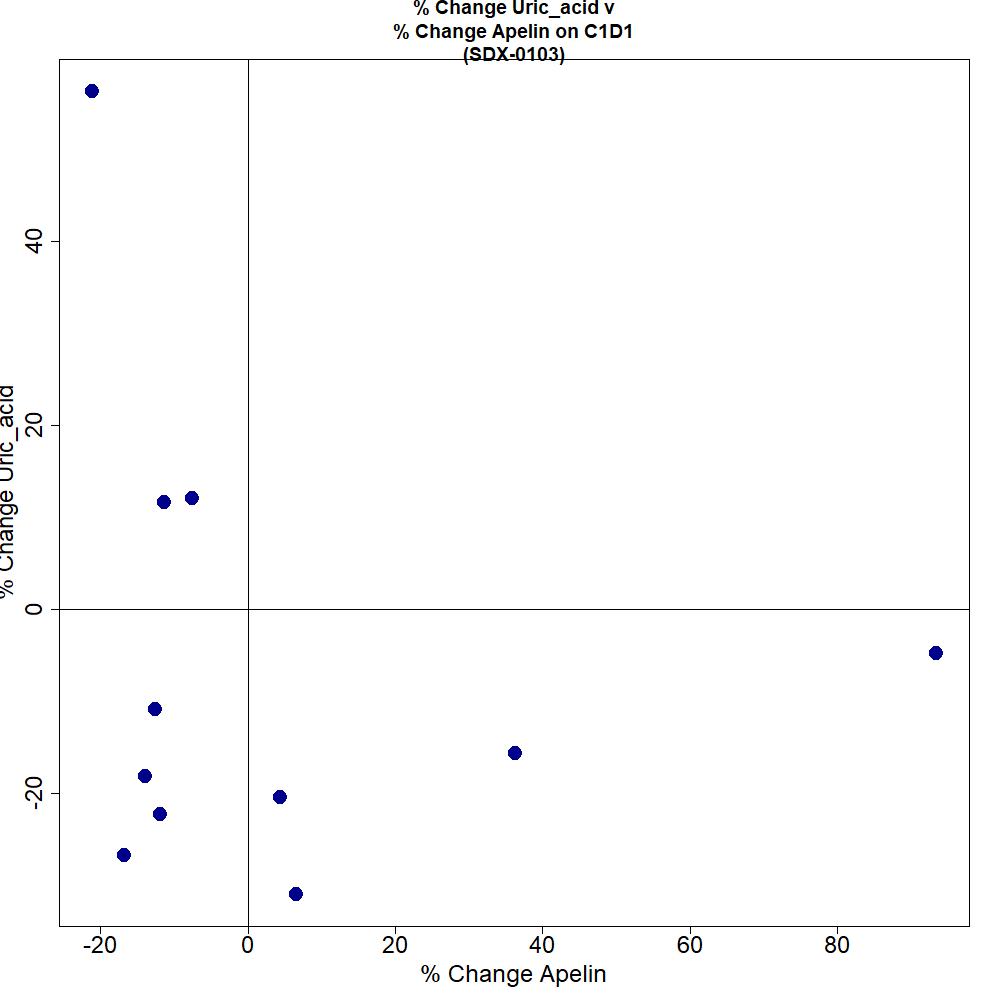 % Change Uric_acid v
% Change Apelin on C1D1
(SDX-0103)
% Change Uric_acid
40
20
0
-20
-20
0
20
40
60
80
% Change Apelin